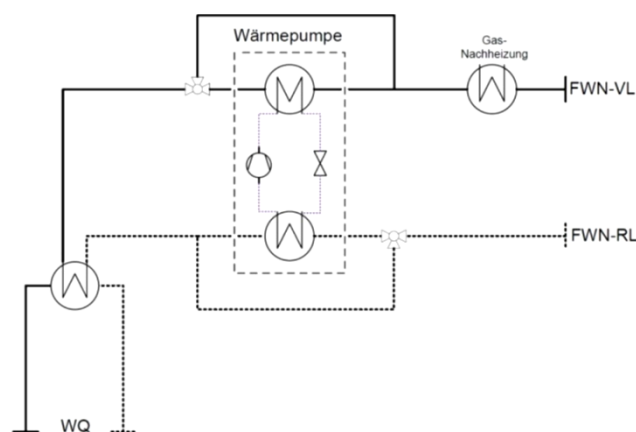 Wärmepumpe
Gas-
Nachheizung
FWN-VL
FWN-RL
WQ